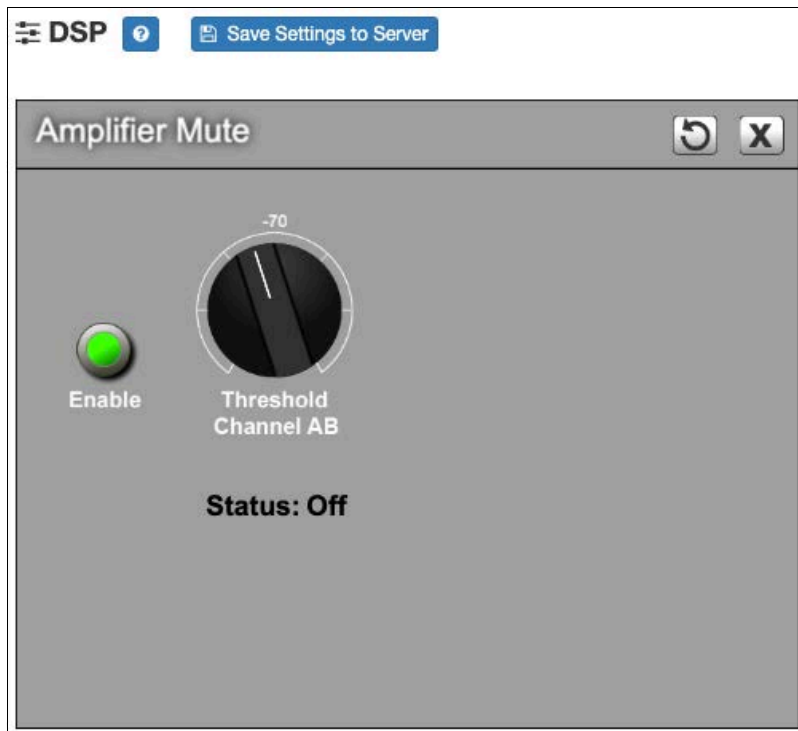 DSP
Save Settings to Server
Amplifier Mute
-70
Enable
Threshold
Channel AB
Status: Off